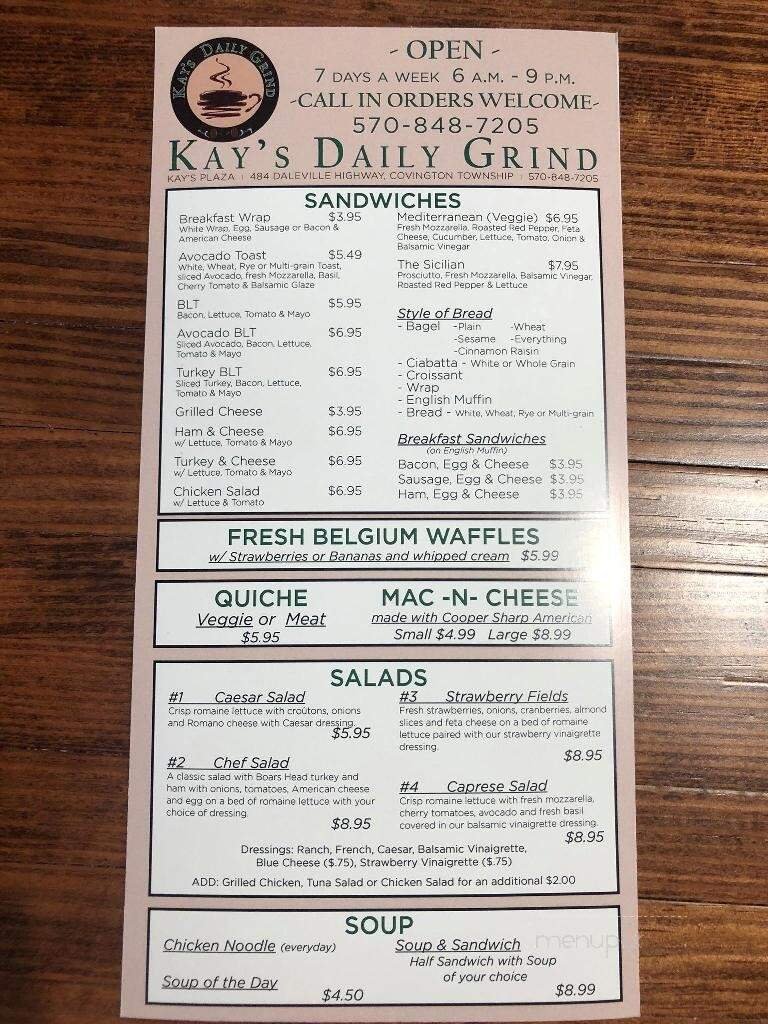 KAY'S DAILY GRIND
- OPEN -
7 DAYS A WEEK 6 A.M. - 9 P.M.
-CALL IN ORDERS WELCOME-
570-848-7205
KAY'S DAILY GRIND
KAY'S PLAZA | 484 DALEVILLE HIGHWAY, COVINGTON TOWNSHIP | 570-848-7205
SANDWICHES
Breakfast Wrap $3.95
White Wrap, Egg, Sausage or Bacon &
American Cheese
Avocado Toast $5.49
White, Wheat, Rye or Multi-grain Toast,
sliced Avocado, fresh Mozzarella, Basil,
Cherry Tomato & Balsamic Glaze
BLT $5.95
Bacon, Lettuce, Tomato & Mayo
Avocado BLT $6.95
Sliced Avocado, Bacon, Lettuce,
Tomato & Mayo
Turkey BLT $6.95
Sliced Turkey, Bacon, Lettuce,
Tomato & Mayo
Grilled Cheese $3.95
Ham & Cheese $6.95
w/ Lettuce, Tomato & Mayo
Turkey & Cheese $6.95
w/ Lettuce, Tomato & Mayo
Chicken Salad $6.95
w/ Lettuce & Tomato
Mediterranean (Veggie) $6.95
Fresh Mozzarella, Roasted Red Pepper, Feta
Cheese, Cucumber, Lettuce, Tomato, Onion &
Balsamic Vinegar
The Sicilian $7.95
Prosciutto, Fresh Mozzarella, Balsamic Vinegar,
Roasted Red Pepper & Lettuce
Style of Bread
- Bagel -Plain -Wheat
-Sesame -Everything
-Cinnamon Raisin
- Ciabatta - White or Whole Grain
- Croissant
- Wrap
- English Muffin
- Bread - White, Wheat, Rye or Multi-grain
Breakfast Sandwiches
(on English Muffin)
Bacon, Egg & Cheese $3.95
Sausage, Egg & Cheese $3.95
Ham, Egg & Cheese $3.95
FRESH BELGIUM WAFFLES
w/ Strawberries or Bananas and whipped cream $5.99
QUICHE
Veggie or Meat
$5.95
MAC -N- CHEESE
made with Cooper Sharp American
Small $4.99 Large $8.99
SALADS
#1 Caesar Salad
Crisp romaine lettuce with croûtons, onions
and Romano cheese with Caesar dressing.
$5.95
#2 Chef Salad
A classic salad with Boars Head turkey and
ham with onions, tomatoes, American cheese
and egg on a bed of romaine lettuce with your
choice of dressing.
$8.95
#3 Strawberry Fields
Fresh strawberries, onions, cranberries, almond
slices and feta cheese on a bed of romaine
lettuce paired with our strawberry vinaigrette
dressing.
$8.95
#4 Caprese Salad
Crisp romaine lettuce with fresh mozzarella,
cherry tomatoes, avocado and fresh basil
covered in our balsamic vinaigrette dressing.
$8.95
Dressings: Ranch, French, Caesar, Balsamic Vinaigrette,
Blue Cheese ($.75), Strawberry Vinaigrette ($.75)
ADD: Grilled Chicken, Tuna Salad or Chicken Salad for an additional $2.00
SOUP
Chicken Noodle (everyday)
Soup of the Day
$4.50
Soup & Sandwich
Half Sandwich with Soup
of your choice
$8.99